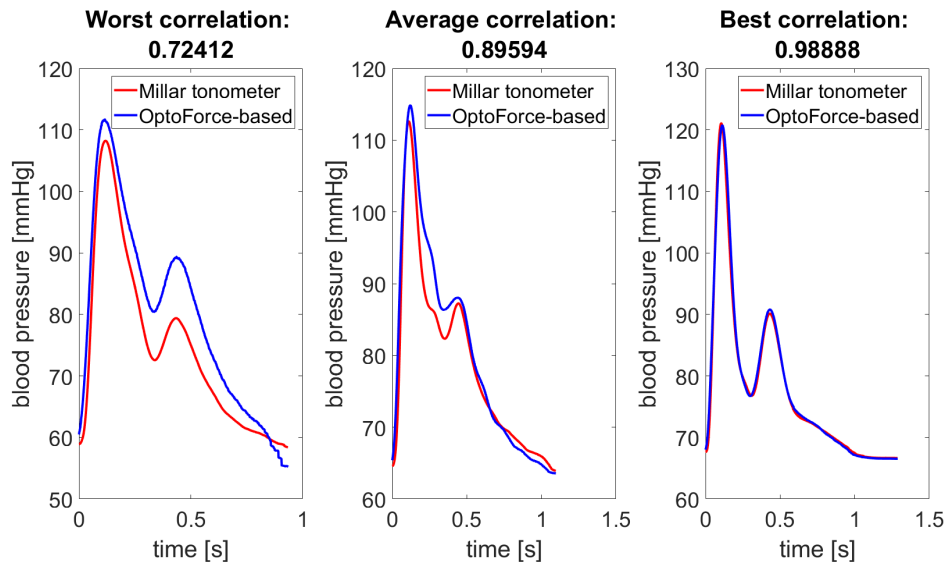 Worst correlation:
0.72412
120
110
100
90
80
70
60
50
blood pressure [mmHg]
Millar tonometer
OptoForce-based
0
0.5
1
time [s]
Average correlation:
0.89594
120
110
100
90
80
70
60
blood pressure [mmHg]
Millar tonometer
OptoForce-based
0
0.5
1
1.5
time [s]
Best correlation:
0.98888
130
120
110
100
90
80
70
60
blood pressure [mmHg]
Millar tonometer
OptoForce-based
0
0.5
1
1.5
time [s]